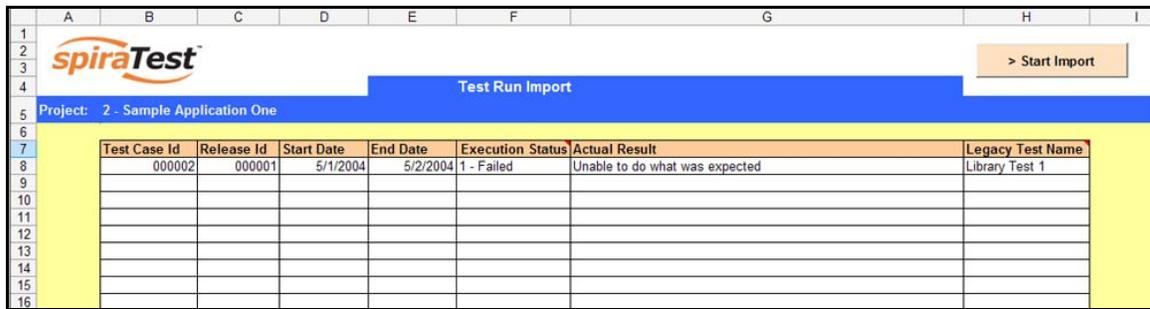 A B C D E F G H I
1
2 spiraTest™
3 > Start Import
4 Test Run Import
5 Project: 2 - Sample Application One
6
7 Test Case Id Release Id Start Date End Date Execution Status Actual Result Legacy Test Name
8 000002 000001 5/1/2004 5/2/2004 1 - Failed Unable to do what was expected Library Test 1
9
10
11
12
13
14
15
16